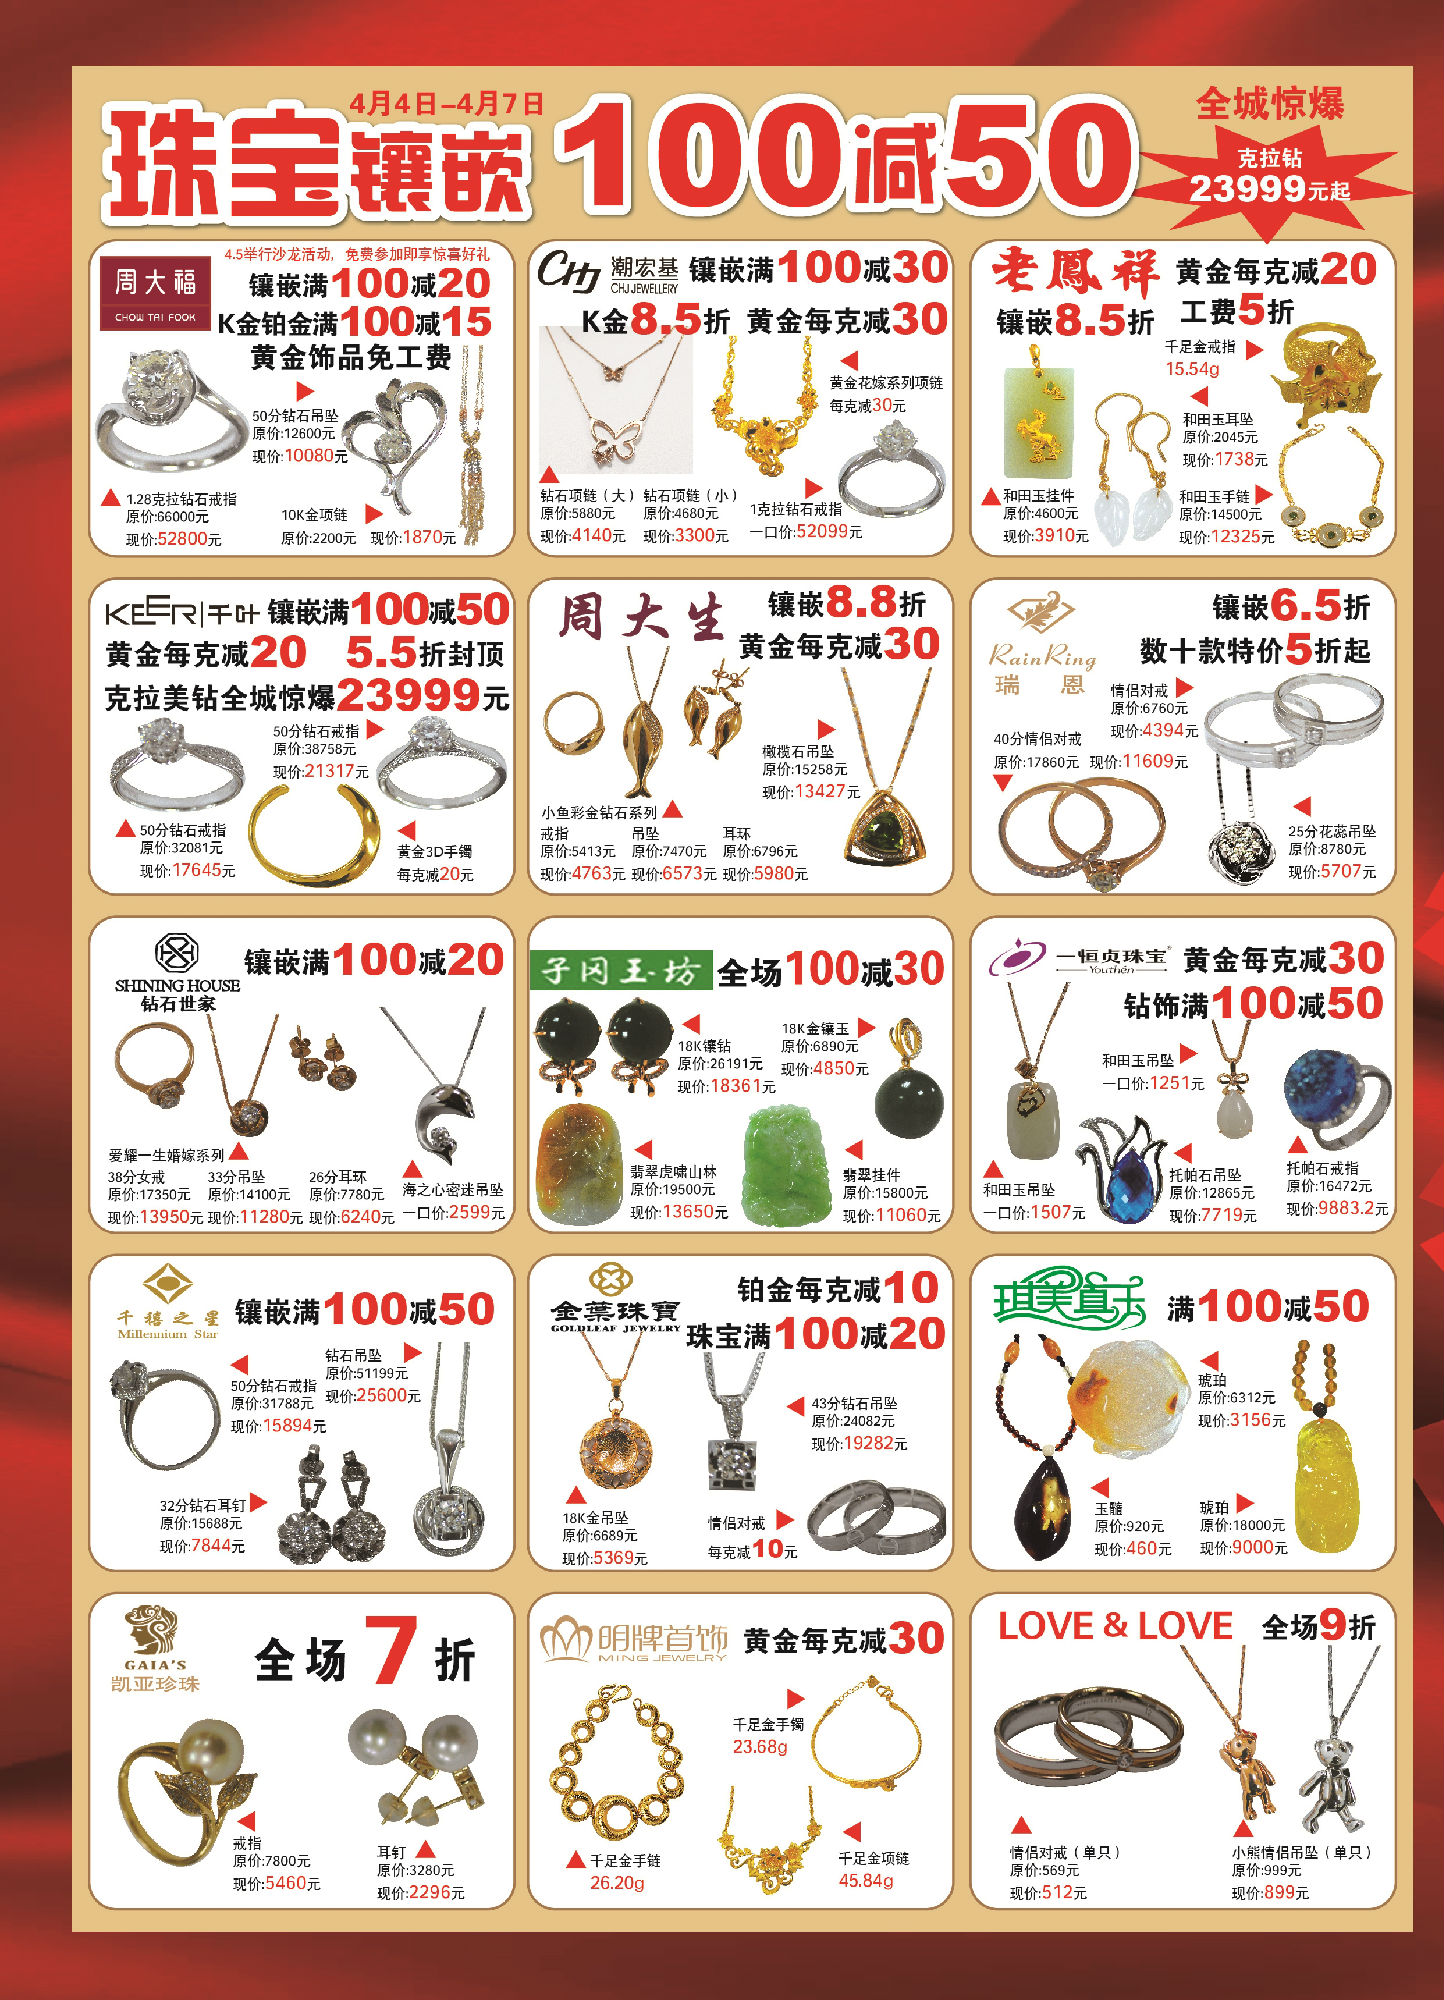 4月4日-4月7日
珠宝镶嵌100减50
全城惊爆
克拉钻
23999元起
周大福
CHOW TAI FOOK
4.5举行沙龙活动，免费参加即享惊喜好礼
镶嵌满100减20
K金铂金满100减15
黄金饰品免工费
50分钻石吊坠
原价:12600元
现价:10080元
1.28克拉钻石戒指
原价:66000元
现价:52800元
10K金项链
原价:2200元 现价:1870元
CHJ 潮宏基
CHJ JEWELLERY
镶嵌满100减30
K金8.5折 黄金每克减30
黄金花嫁系列项链
每克减30元
钻石项链（大）
原价:5880元
现价:4140元
钻石项链（小）
原价:4680元
现价:3300元
1克拉钻石戒指
一口价:52099元
老鳳祥
黄金每克减20
镶嵌8.5折
工费5折
千足金戒指
15.54g
和田玉耳坠
原价:2045元
现价:1738元
和田玉挂件
原价:4600元
现价:3910元
和田玉手链
原价:14500元
现价:12325元
KEER|千叶
镶嵌满100减50
黄金每克减20 5.5折封顶
克拉美钻全城惊爆23999元
50分钻石戒指
原价:38758元
现价:21317元
50分钻石戒指
原价:32081元
现价:17645元
黄金3D手镯
每克减20元
周大生
镶嵌8.8折
黄金每克减30
橄榄石吊坠
原价:15258元
现价:13427元
小鱼彩金钻石系列
戒指 吊坠 耳环
原价:5413元 原价:7470元 原价:6796元
现价:4763元 现价:6573元 现价:5980元
RainRing
瑞恩
镶嵌6.5折
数十款特价5折起
情侣对戒
原价:6760元
现价:4394元
40分情侣对戒
原价:17860元 现价:11609元
25分花蕊吊坠
原价:8780元
现价:5707元
SHINING HOUSE
钻石世家
镶嵌满100减20
爱耀一生婚嫁系列
38分女戒 33分吊坠 26分耳环
原价:17350元 原价:14100元 原价:7780元
现价:13950元 现价:11280元 现价:6240元
海之心密迷吊坠
一口价:2599元
子冈玉坊
全场100减30
18K镶钻
原价:26191元
现价:18361元
18K金镶玉
原价:6890元
现价:4850元
翡翠虎啸山林
原价:19500元
现价:13650元
翡翠挂件
原价:15800元
现价:11060元
一恒贞珠宝®
Youthen
黄金每克减30
钻饰满100减50
和田玉吊坠
一口价:1251元
和田玉吊坠
一口价:1507元
托帕石吊坠
原价:12865元
现价:7719元
托帕石戒指
原价:16472元
现价:9883.2元
千禧之星
Millennium Star
镶嵌满100减50
钻石吊坠
原价:51199元
现价:25600元
50分钻石戒指
原价:31788元
现价:15894元
32分钻石耳钉
原价:15688元
现价:7844元
金葉珠寶
GOLDLEAF JEWELRY
铂金每克减10
珠宝满100减20
43分钻石吊坠
原价:24082元
现价:19282元
18K金吊坠
原价:6689元
现价:5369元
情侣对戒
每克减10元
琪美真玉
满100减50
琥珀
原价:6312元
现价:3156元
玉髓
原价:920元
现价:460元
琥珀
原价:18000元
现价:9000元
GAIA'S
凯亚珍珠
全场7折
戒指
原价:7800元
现价:5460元
耳钉
原价:3280元
现价:2296元
明牌首饰
MING JEWELRY
黄金每克减30
千足金手镯
23.68g
千足金手链
26.20g
千足金项链
45.84g
LOVE & LOVE
全场9折
情侣对戒（单只）
原价:569元
现价:512元
小熊情侣吊坠（单只）
原价:999元
现价:899元